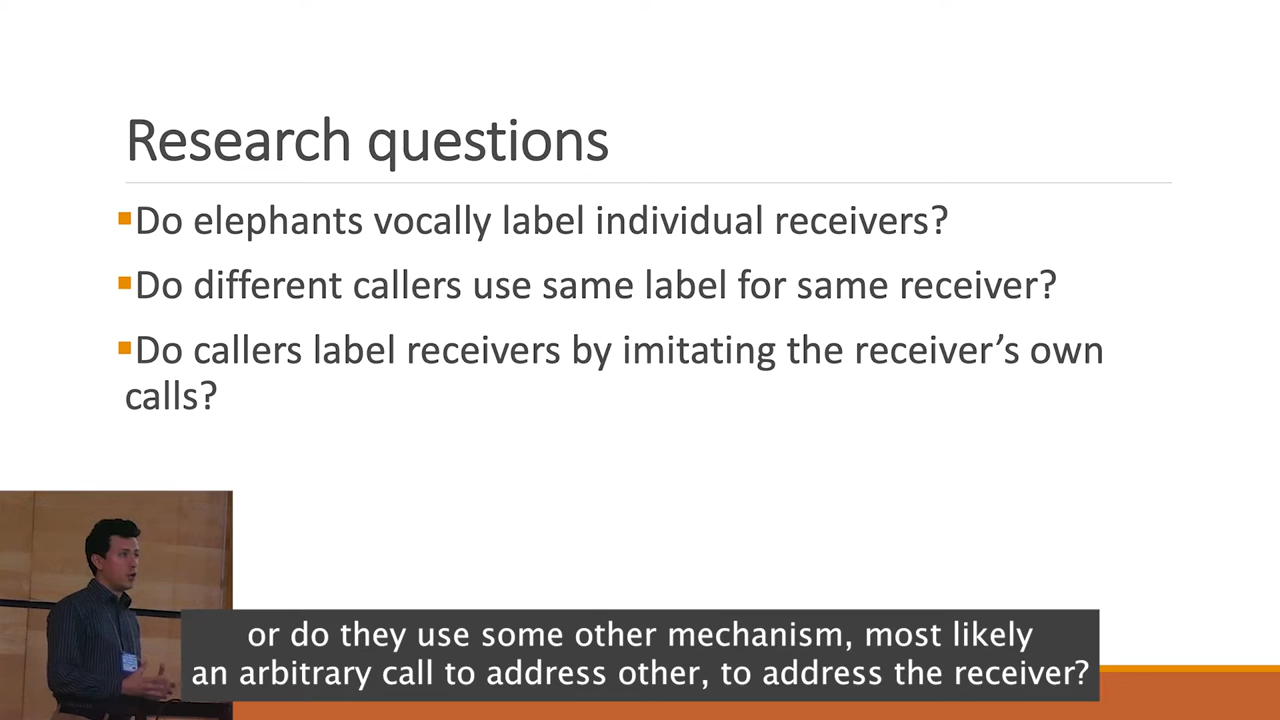 Research questions
▪Do elephants vocally label individual receivers?
▪Do different callers use same label for same receiver?
▪Do callers label receivers by imitating the receiver’s own
calls?
or do they use some other mechanism, most likely
an arbitrary call to address other, to address the receiver?